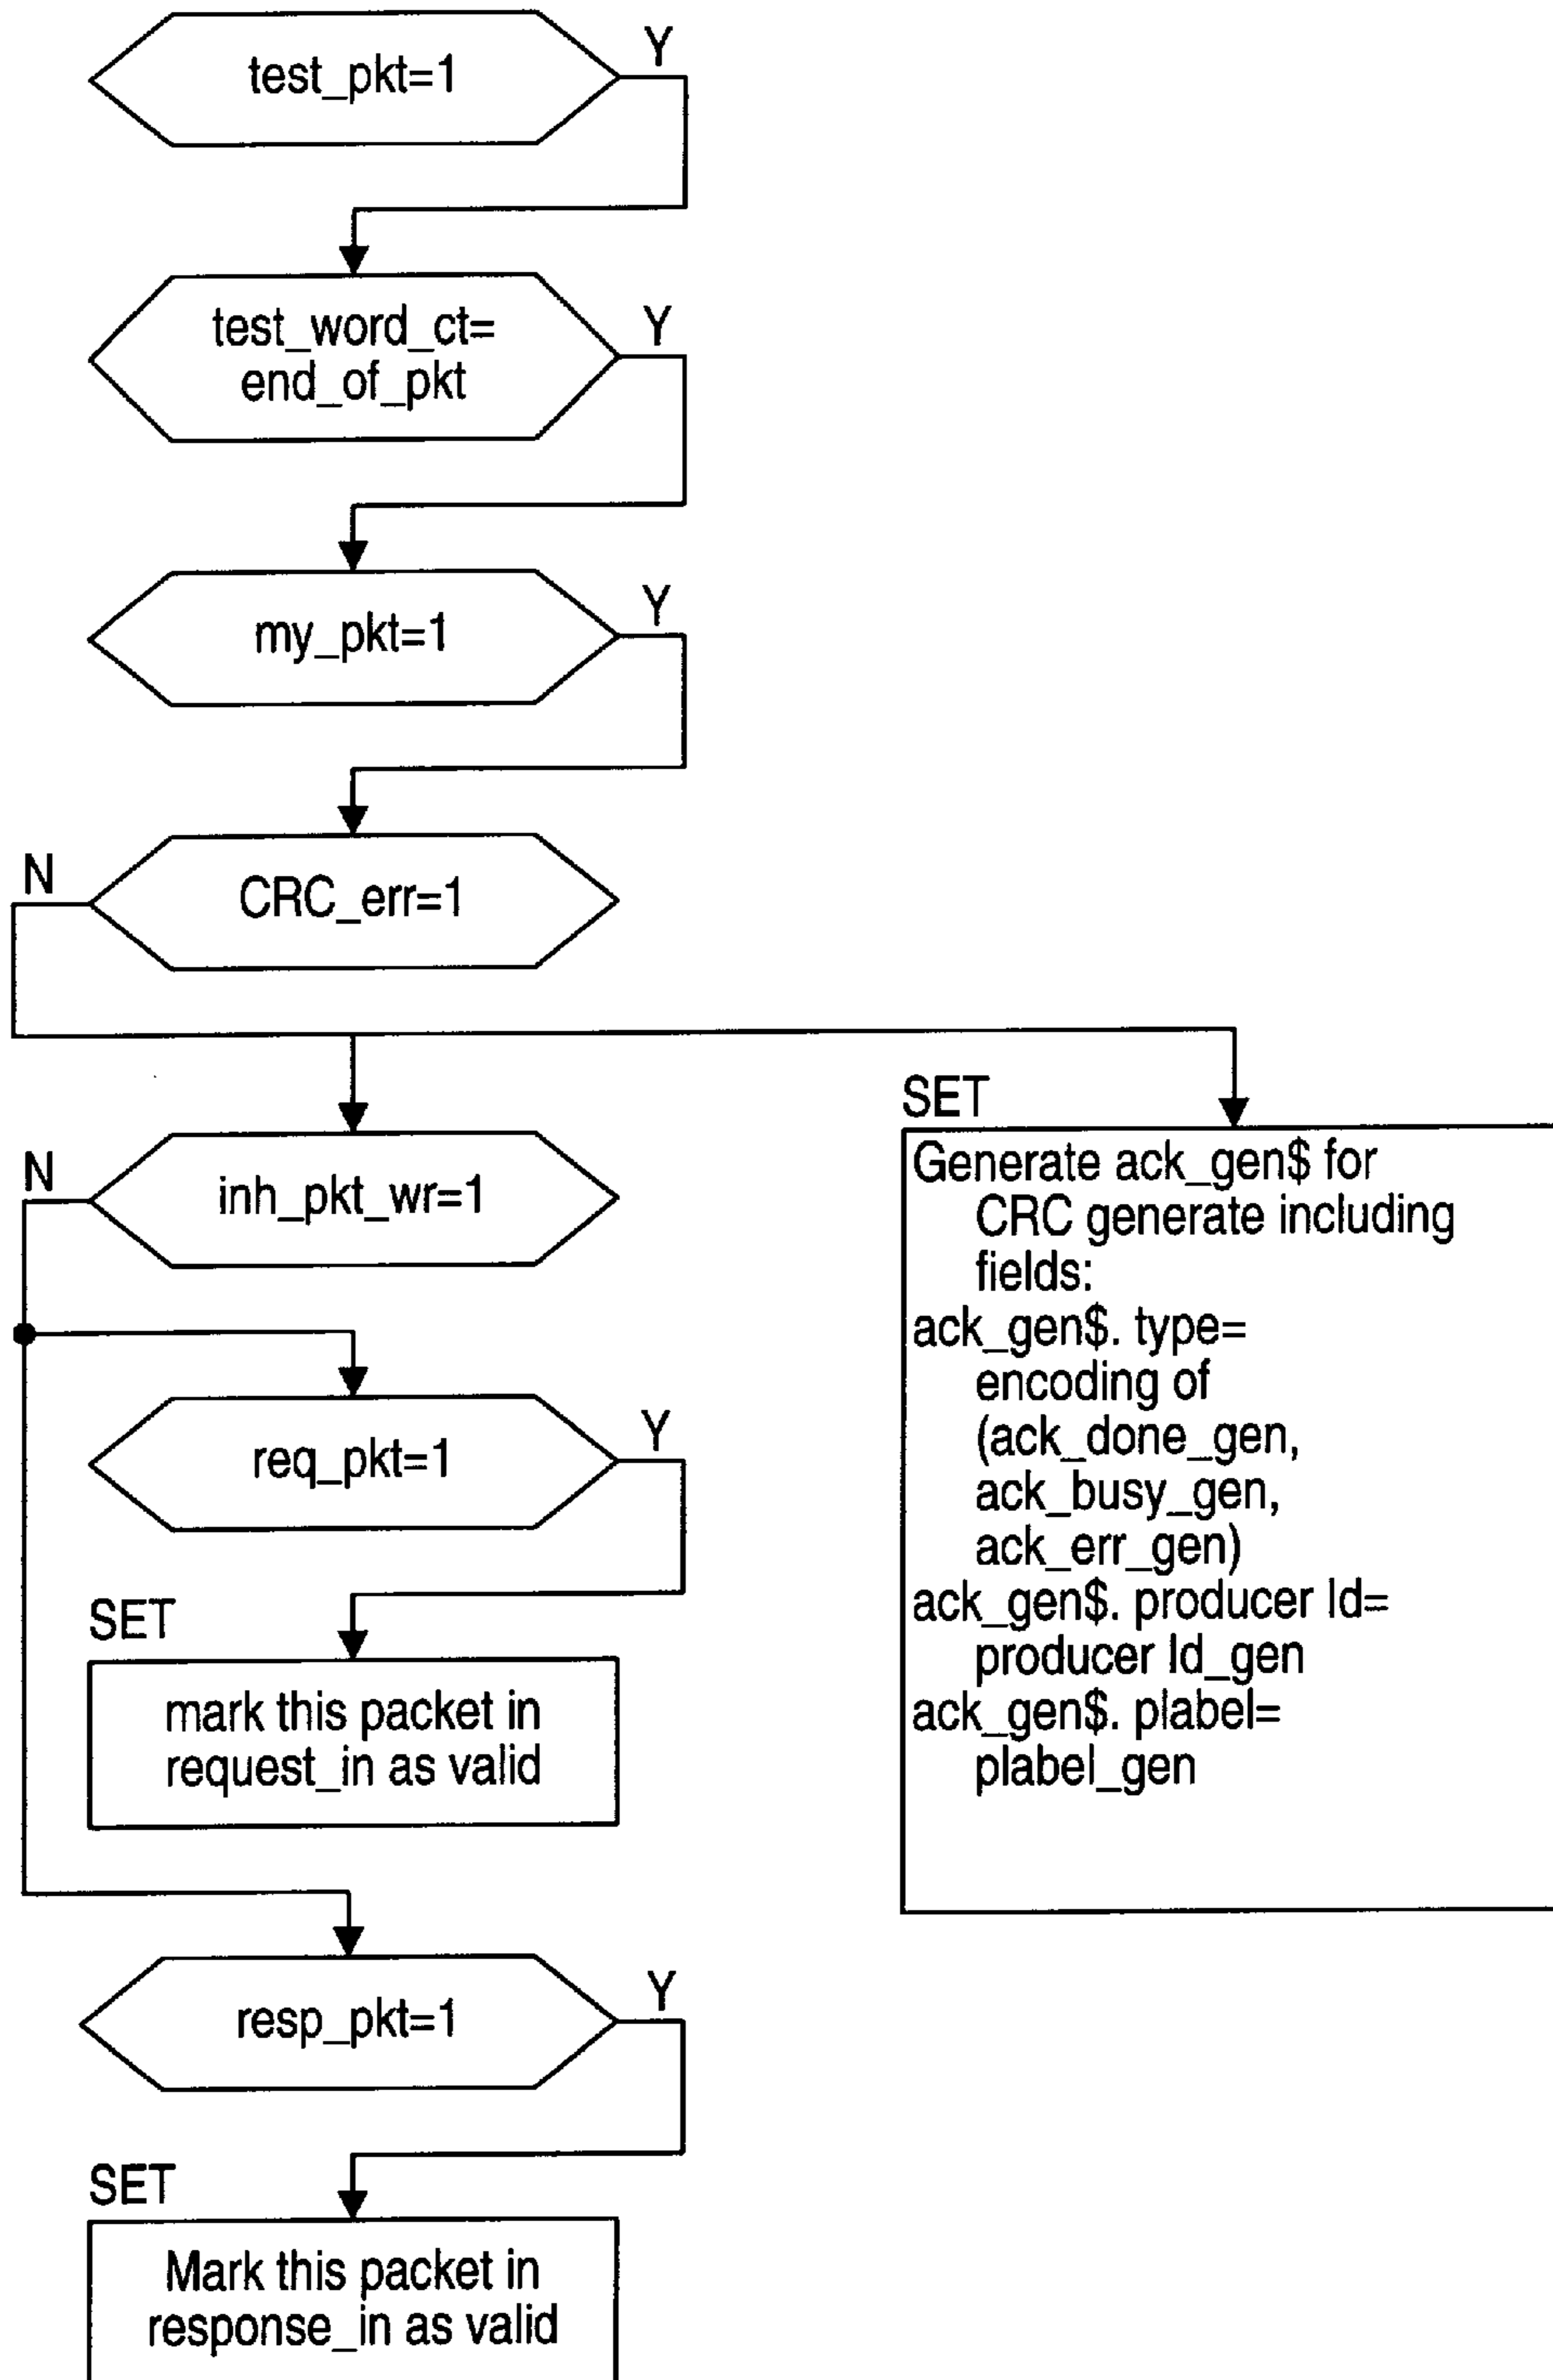 test_pkt=1
Y
test_word_ct=
end_of_pkt
Y
my_pkt=1
Y
CRC_err=1
N
inh_pkt_wr=1
N
req_pkt=1
Y
SET
mark this packet in
request_in as valid
resp_pkt=1
Y
SET
Mark this packet in
response_in as valid
SET
Generate ack_gen$ for
CRC generate including
fields:
ack_gen$. type=
encoding of
(ack_done_gen,
ack_busy_gen,
ack_err_gen)
ack_gen$. producer Id=
producer Id_gen
ack_gen$. plabel=
plabel_gen